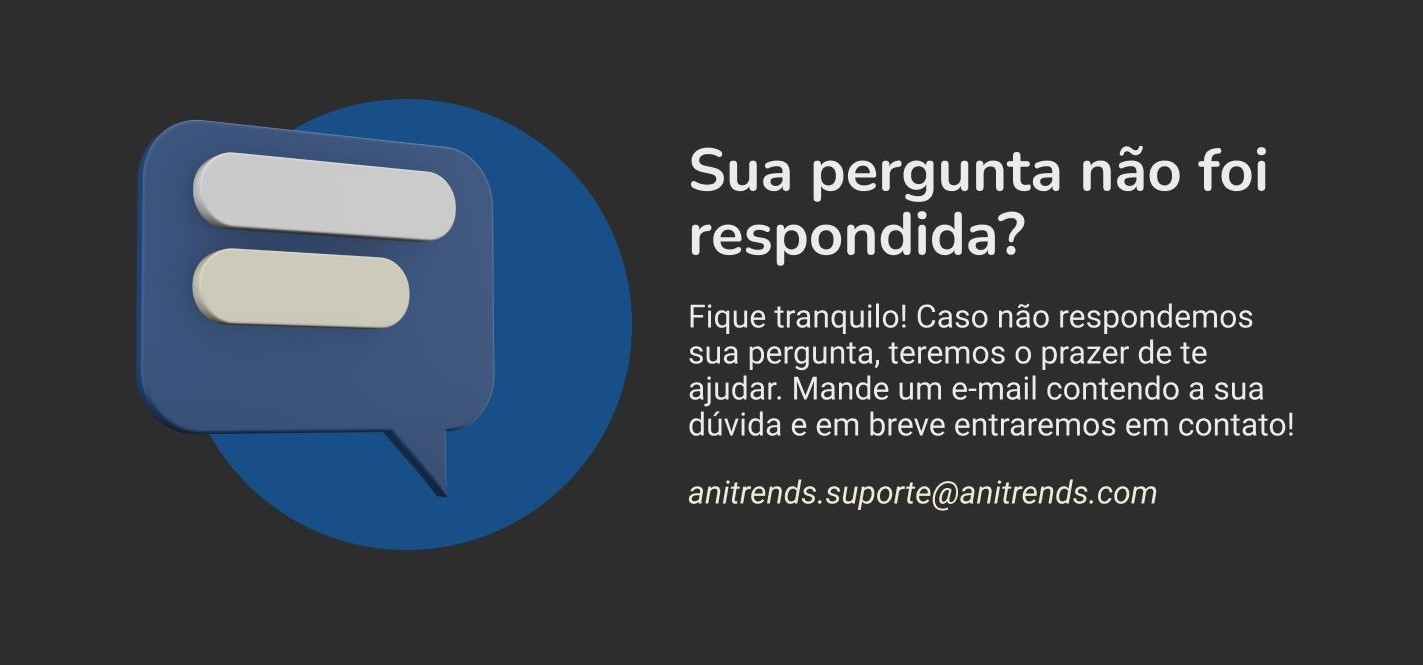 Sua pergunta não foi
respondida?
Fique tranquilo! Caso não respondemos
sua pergunta, teremos o prazer de te
ajudar. Mande um e-mail contendo a sua
dúvida e em breve entraremos em contato!
anitrends.suporte@anitrends.com